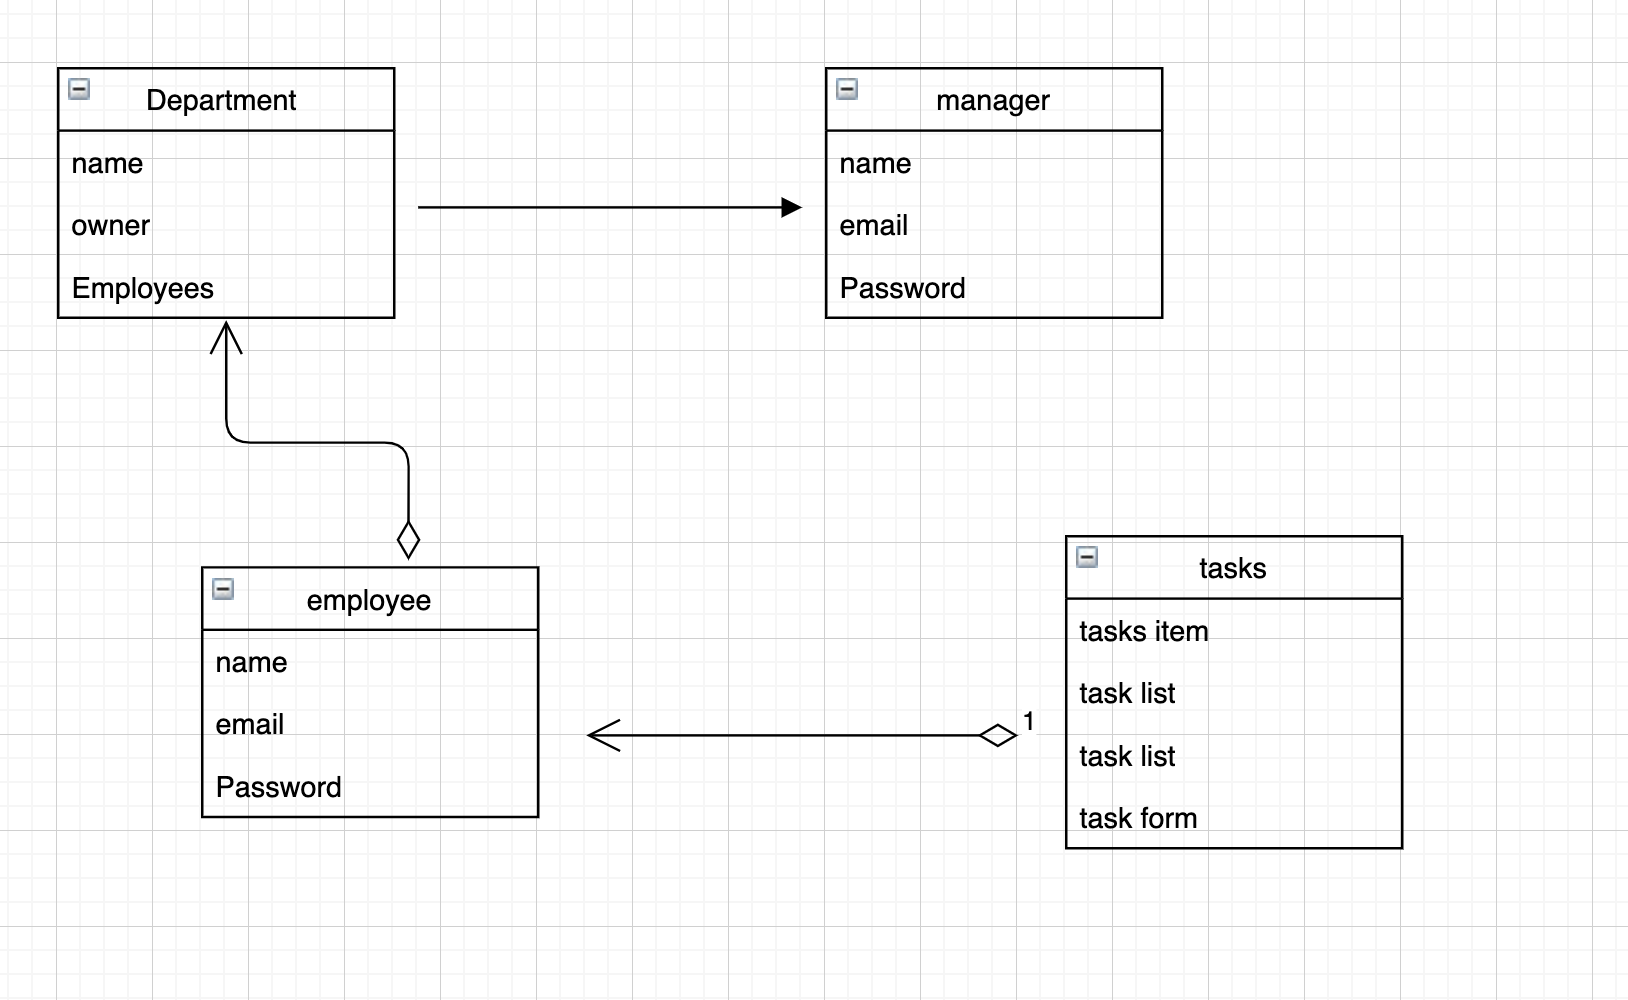 Department
name
owner
Employees
manager
name
email
Password
employee
name
email
Password
1
tasks
tasks item
task list
task list
task form